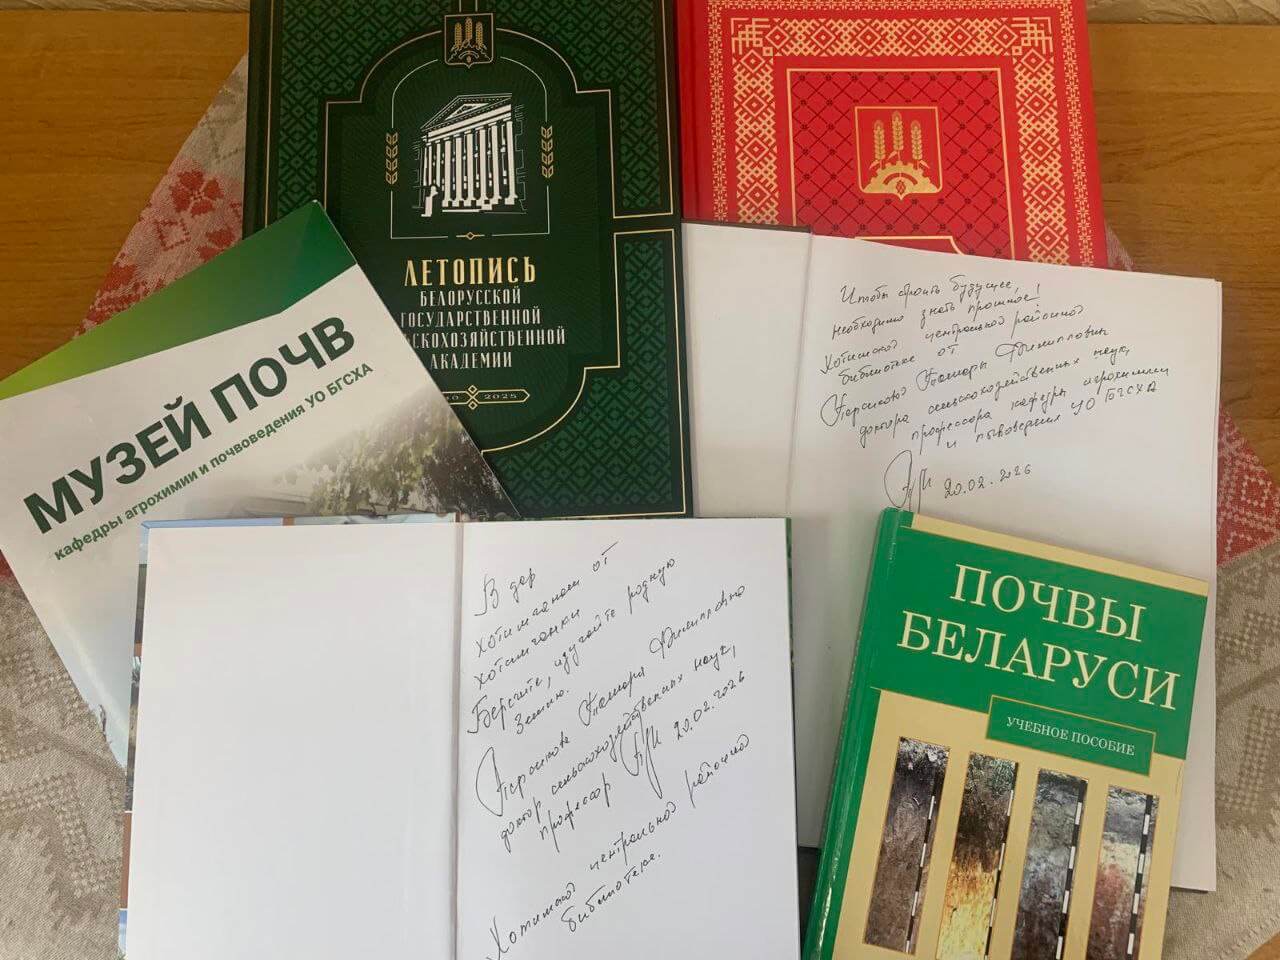 ЛЕТОПИСЬ
БЕЛОРУССКОЙ
ГОСУДАРСТВЕННОЙ
СКОХОЗЯЙСТВЕННОЙ
АКАДЕМИИ
2025
МУЗЕЙ ПОЧВ
кафедры агрохимии и почвоведения УО БГСХА
Чтобы строить будущее,
необходимо знать прошлое!
Хотимской центральной районной
библиотеке от
Персиковой Тамары Филипповны
доктора сельскохозяйственных наук,
профессора кафедры агрохимии
и почвоведения УО БГСХА
20.02.2026
В дар
хотимчанам от
хотимчанки
Берегите, изучайте родную
Землю.
Персикова Тамара Филипповна
доктор сельскохозяйственных наук,
профессор 20.02.2026
Хотимской центральной районной
библиотеке.
ПОЧВЫ
БЕЛАРУСИ
УЧЕБНОЕ ПОСОБИЕ